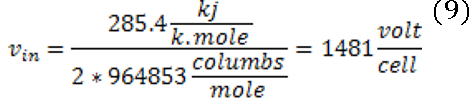 v_in = (285.4 kj/k.mole) / (2 * 964853 columbs/mole) = 1481 volt/cell (9)